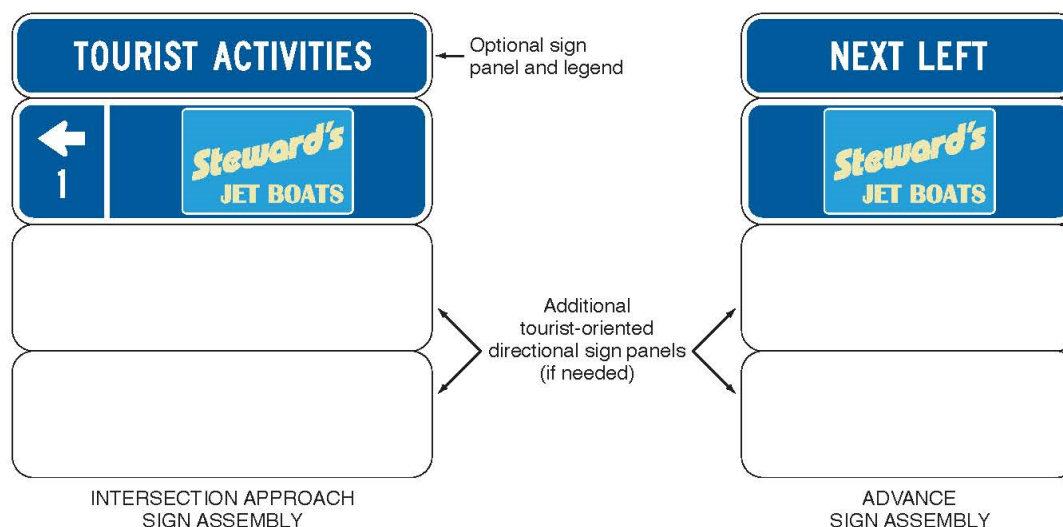 TOURIST ACTIVITIES
Optional sign
panel and legend
NEXT LEFT
1
Steward's
JET BOATS
Steward's
JET BOATS
Additional
tourist-oriented
directional sign panels
(if needed)
INTERSECTION APPROACH
SIGN ASSEMBLY
ADVANCE
SIGN ASSEMBLY